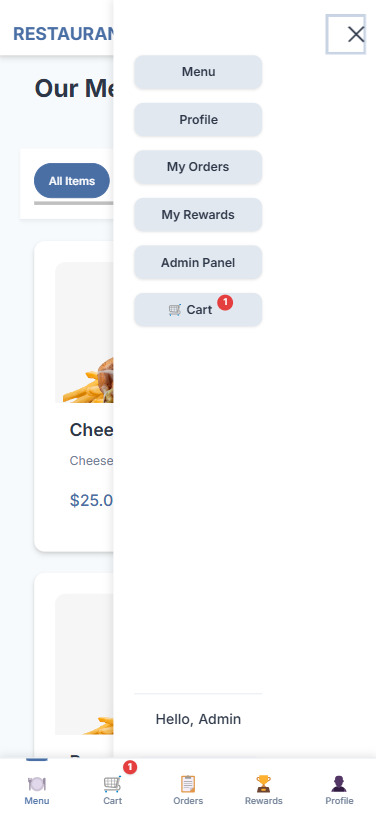 RESTAURAN
Menu
Our Me
Profile
All Items
My Orders
My Rewards
Admin Panel
🛒 Cart 1
Chee
Cheese
$25.0
Hello, Admin
1
Menu
Cart
Orders
Rewards
Profile